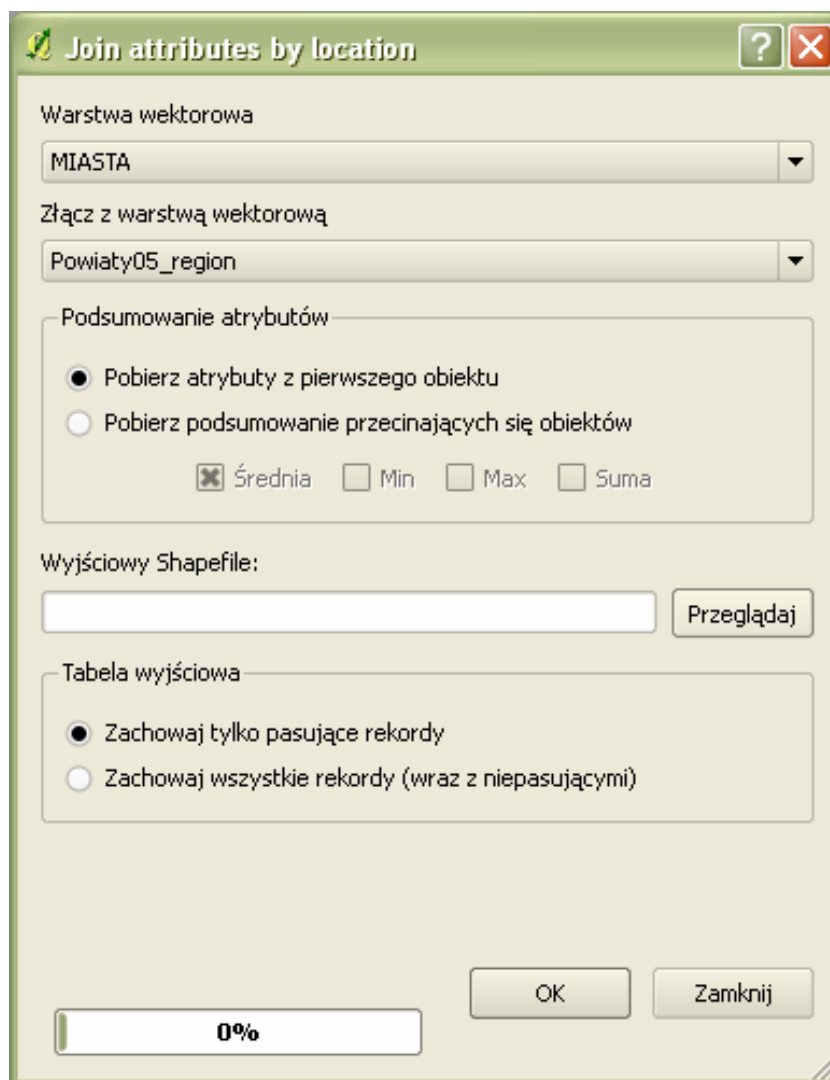 Join attributes by location
?
Warstwa wektorowa
MIASTA
Złącz z warstwą wektorową
Powiaty05_region
Podsumowanie atrybutów
Pobierz atrybuty z pierwszego obiektu
Pobierz podsumowanie przecinających się obiektów
Średnia Min Max Suma
Wyjściowy Shapefile:
Przeglądaj
Tabela wyjściowa
Zachowaj tylko pasujące rekordy
Zachowaj wszystkie rekordy (wraz z niepasującymi)
OK Zamknij
0%